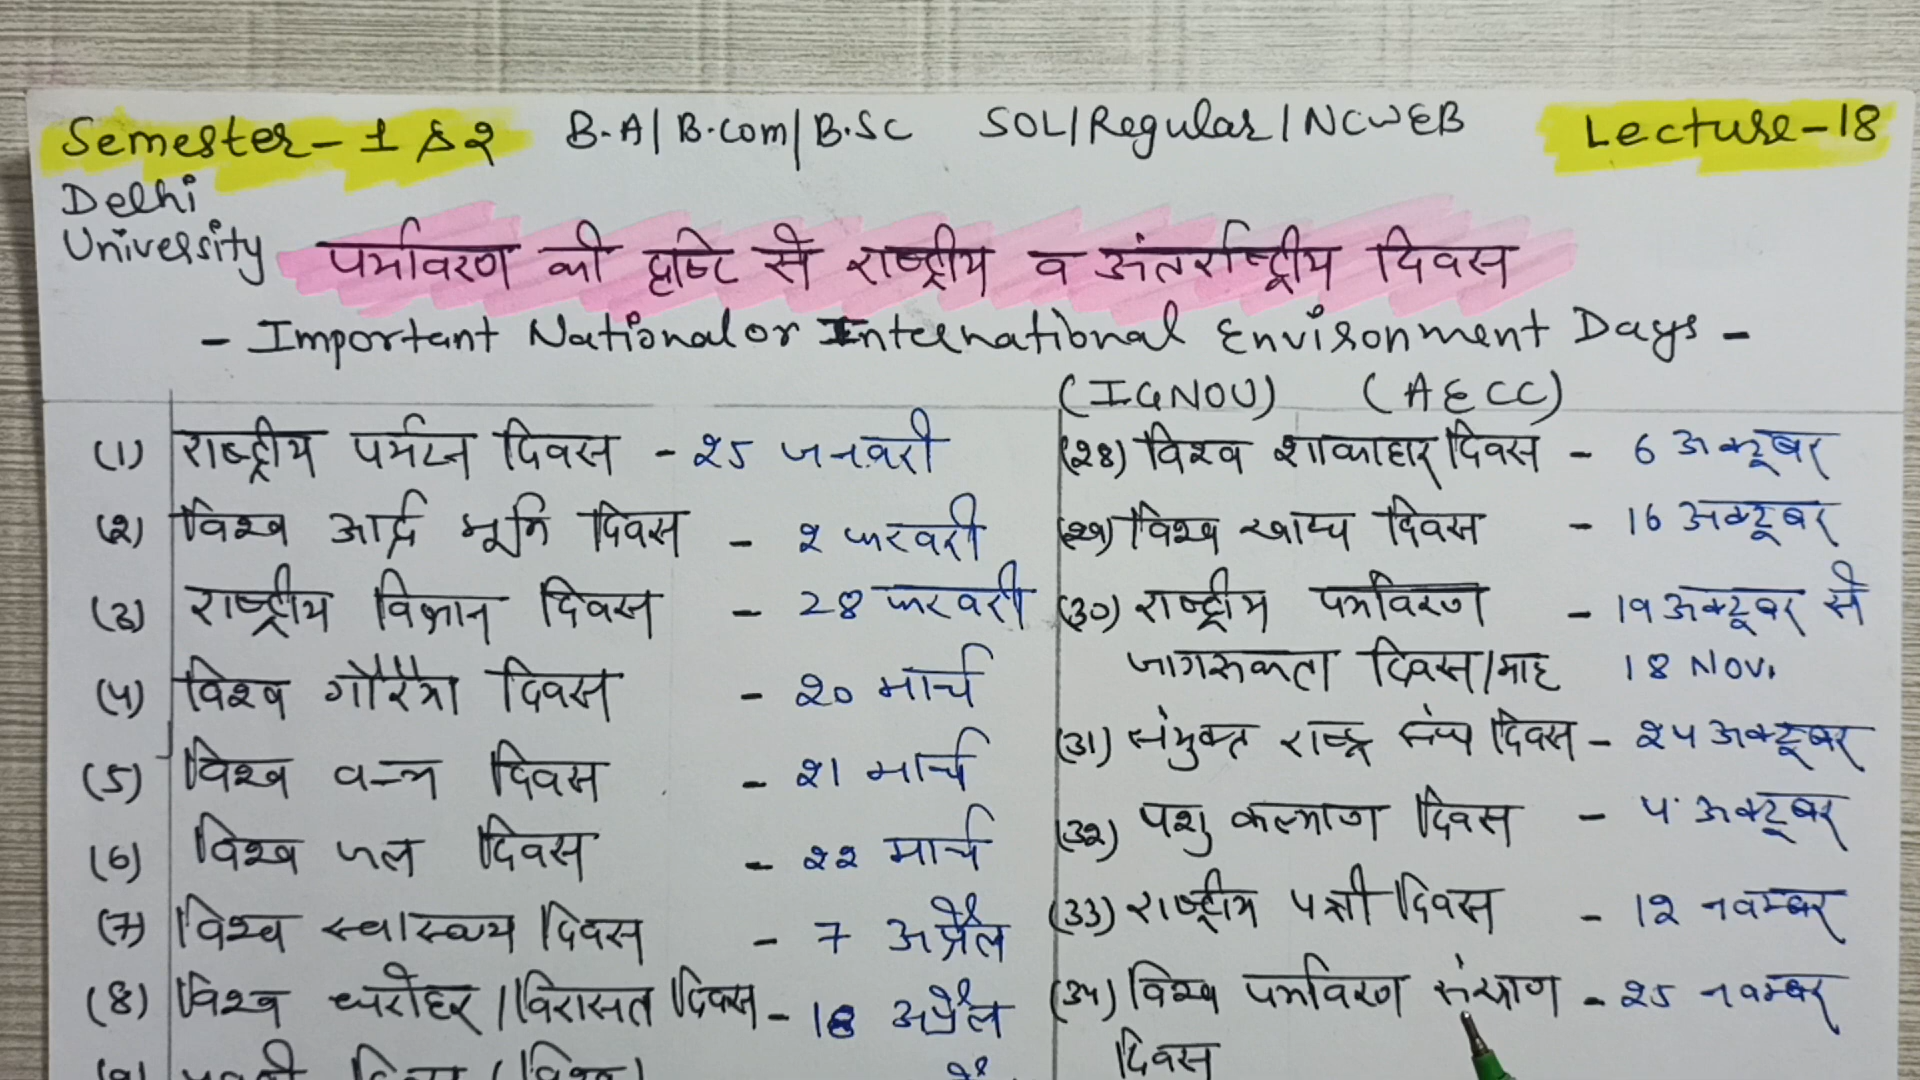 Semester - 1 & 2 B.A/B.Com/B.Sc SOL/Regular/NCWEB Lecture - 18
Delhi University
पर्यावरण की दृष्टि से राष्ट्रीय व अंतर्राष्ट्रीय दिवस
- Important National or International Environment Days -
(IGNOU) (AECC)
(1) राष्ट्रीय पर्यटन दिवस - 25 जनवरी
(2) विश्व आर्द्र भूमि दिवस - 2 फरवरी
(3) राष्ट्रीय विज्ञान दिवस - 28 फरवरी
(4) विश्व गौरैया दिवस - 20 मार्च
(5) विश्व वन्य दिवस - 21 मार्च
(6) विश्व जल दिवस - 22 मार्च
(7) विश्व स्वास्थ्य दिवस - 7 अप्रैल
(8) विश्व धरोहर/विरासत दिवस - 18 अप्रैल
(28) विश्व शाकाहार दिवस - 6 अक्टूबर
(29) विश्व खाद्य दिवस - 16 अक्टूबर
(30) राष्ट्रीय पर्यावरण - 19 अक्टूबर से
जागरूकता दिवस/माह 18 Nov.
(31) संयुक्त राष्ट्र संघ दिवस - 24 अक्टूबर
(32) पशु कल्याण दिवस - 4 अक्टूबर
(33) राष्ट्रीय पक्षी दिवस - 12 नवम्बर
(34) विश्व पर्यावरण संरक्षण - 25 नवम्बर
दिवस